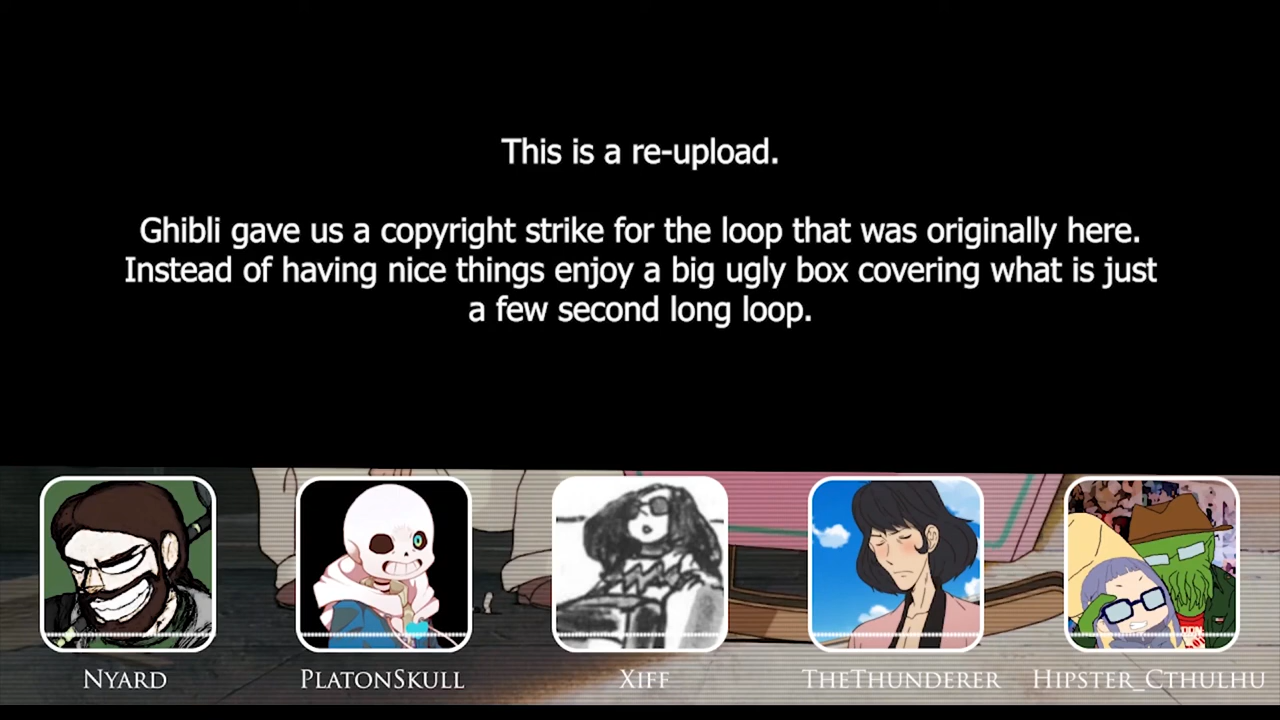 This is a re-upload.
Ghibli gave us a copyright strike for the loop that was originally here.
Instead of having nice things enjoy a big ugly box covering what is just
a few second long loop.
Nyard PlatonSkull Xiff TheThunderer Hipster_Cthulhu